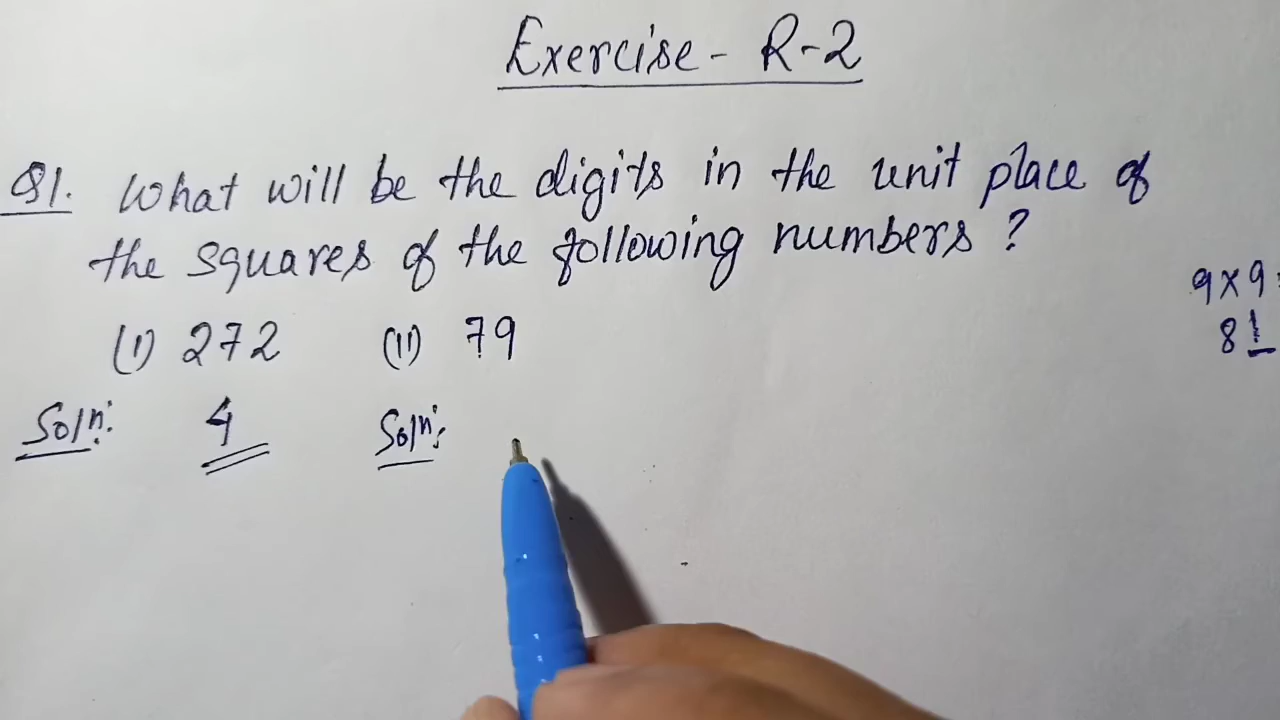 Exercise - R-2
Q1. What will be the digits in the unit place of
the squares of the following numbers ?
(I) 272 (II) 79
9x9=
81
Soln: 4 Soln: